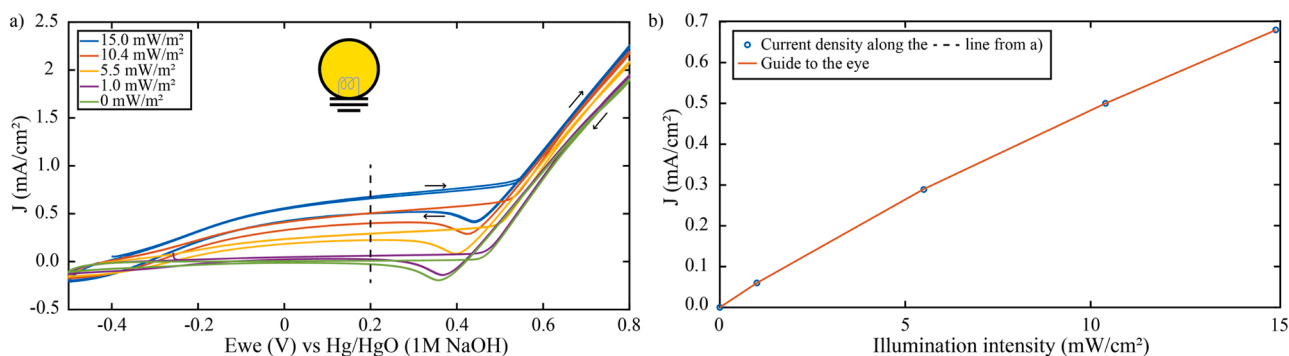 a)
2.5
2.0
1.5
1.0
0.5
0.0
-0.5
J (mA/cm²)
15.0 mW/m²
10.4 mW/m²
5.5 mW/m²
1.0 mW/m²
0 mW/m²
-0.4
-0.2
0
0.2
0.4
0.6
0.8
Ewe (V) vs Hg/HgO (1M NaOH)
b)
0.7
0.6
0.5
0.4
0.3
0.2
0.1
0.0
J (mA/cm²)
Current density along the --- line from a)
Guide to the eye
0
5
10
15
Illumination intensity (mW/cm²)